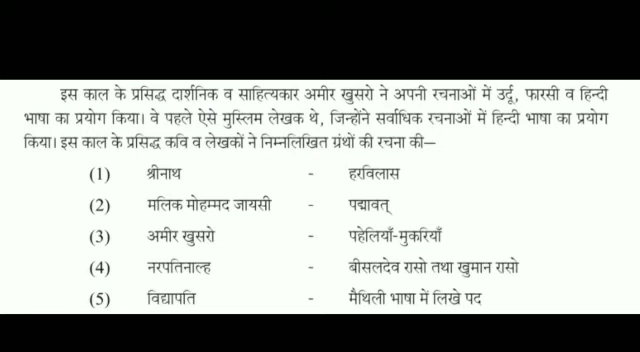 इस काल के प्रसिद्ध दार्शनिक व साहित्यकार अमीर खुसरो ने अपनी रचनाओं में उर्दू, फारसी व हिन्दी
भाषा का प्रयोग किया। वे पहले ऐसे मुस्लिम लेखक थे, जिन्होंने सर्वाधिक रचनाओं में हिन्दी भाषा का प्रयोग
किया। इस काल के प्रसिद्ध कवि व लेखकों ने निम्नलिखित ग्रंथों की रचना की—
(1) श्रीनाथ - हरविलास
(2) मलिक मोहम्मद जायसी - पद्मावत्
(3) अमीर खुसरो - पहेलियाँ-मुकरियाँ
(4) नरपतिनाल्ह - बीसलदेव रासो तथा खुमान रासो
(5) विद्यापति - मैथिली भाषा में लिखे पद